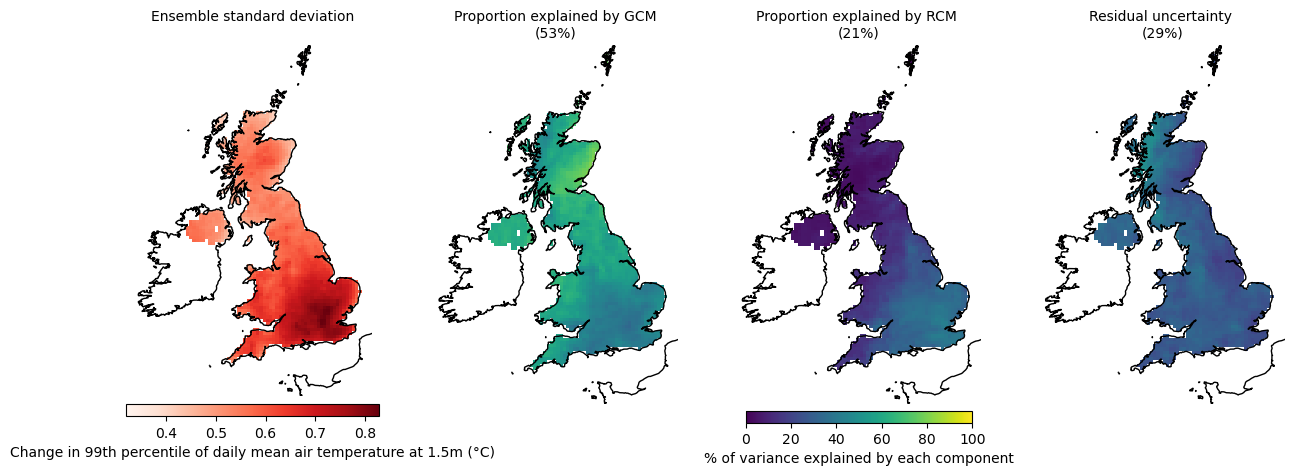 Ensemble standard deviation
Proportion explained by GCM
(53%)
Proportion explained by RCM
(21%)
Residual uncertainty
(29%)
0.4 0.5 0.6 0.7 0.8
Change in 99th percentile of daily mean air temperature at 1.5m (°C)
0 20 40 60 80 100
% of variance explained by each component